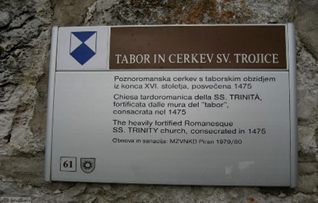 TABOR IN CERKEV SV. TROJICE
Poznoromanska cerkev s taborskim obzidjem
iz konca XVI. stoletja, posvečena 1475
Chiesa tardoromanica della SS. TRINITÁ,
fortificata dalle mura del "tabor",
consacrata nel 1475
The heavily fortified Romanesque
SS. TRINITY church, consecrated in 1475
Obnova in sanacija: MZVNKD Piran 1979/80
61